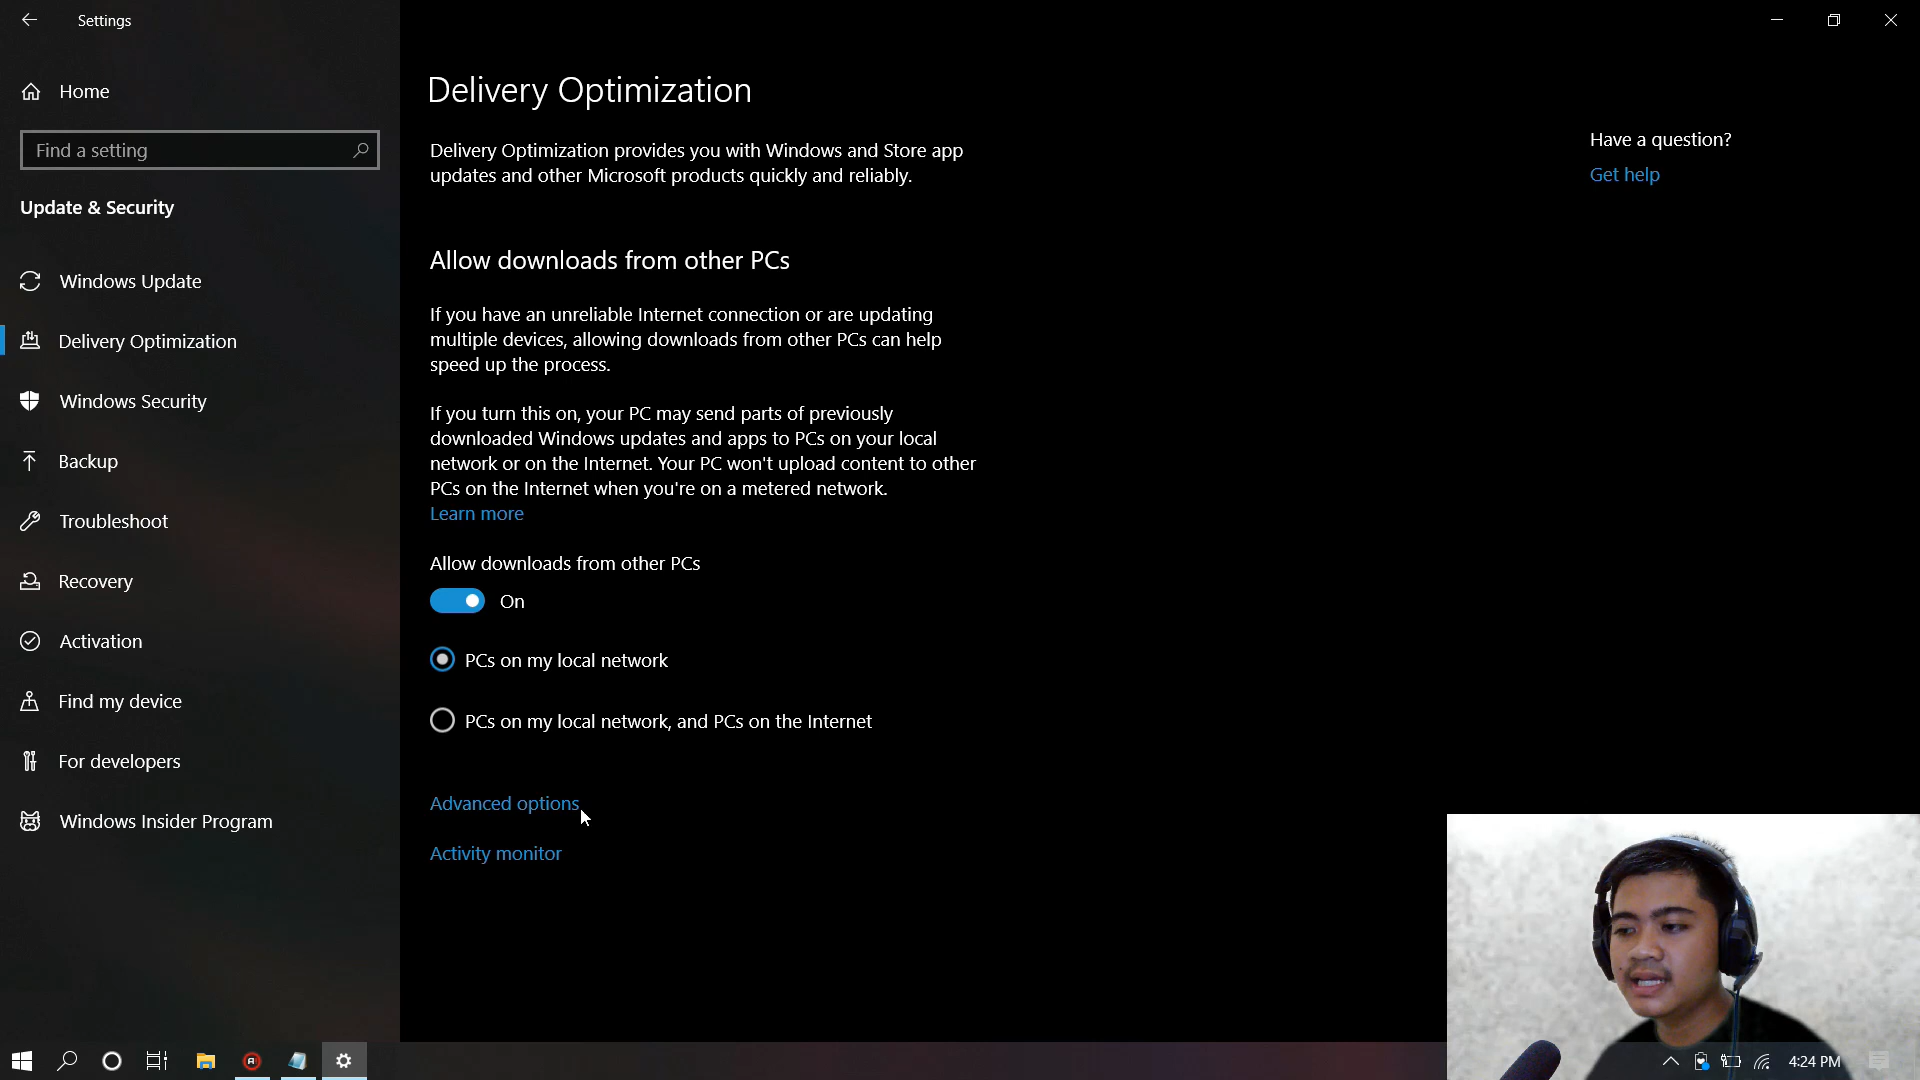 Settings
Home
Find a setting
Update & Security
Windows Update
Delivery Optimization
Windows Security
Backup
Troubleshoot
Recovery
Activation
Find my device
For developers
Windows Insider Program
Delivery Optimization
Delivery Optimization provides you with Windows and Store app
updates and other Microsoft products quickly and reliably.
Allow downloads from other PCs
If you have an unreliable Internet connection or are updating
multiple devices, allowing downloads from other PCs can help
speed up the process.
If you turn this on, your PC may send parts of previously
downloaded Windows updates and apps to PCs on your local
network or on the Internet. Your PC won't upload content to other
PCs on the Internet when you're on a metered network.
Learn more
Allow downloads from other PCs
On
PCs on my local network
PCs on my local network, and PCs on the Internet
Advanced options
Activity monitor
Have a question?
Get help
4:24 PM